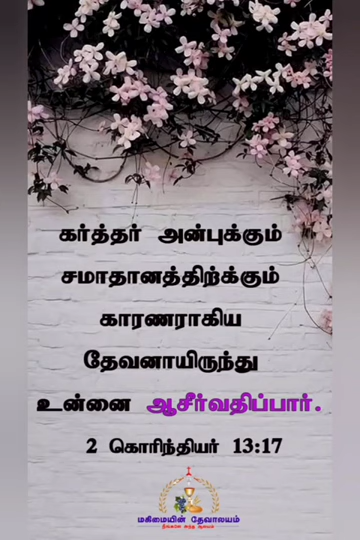 கர்த்தர் அன்புக்கும்
சமாதானத்திற்க்கும்
காரணராகிய
தேவனாயிருந்து
உன்னை ஆசீர்வதிப்பார்.
2 கொரிந்தியர் 13:17
மகிமையின் தேவாலயம்